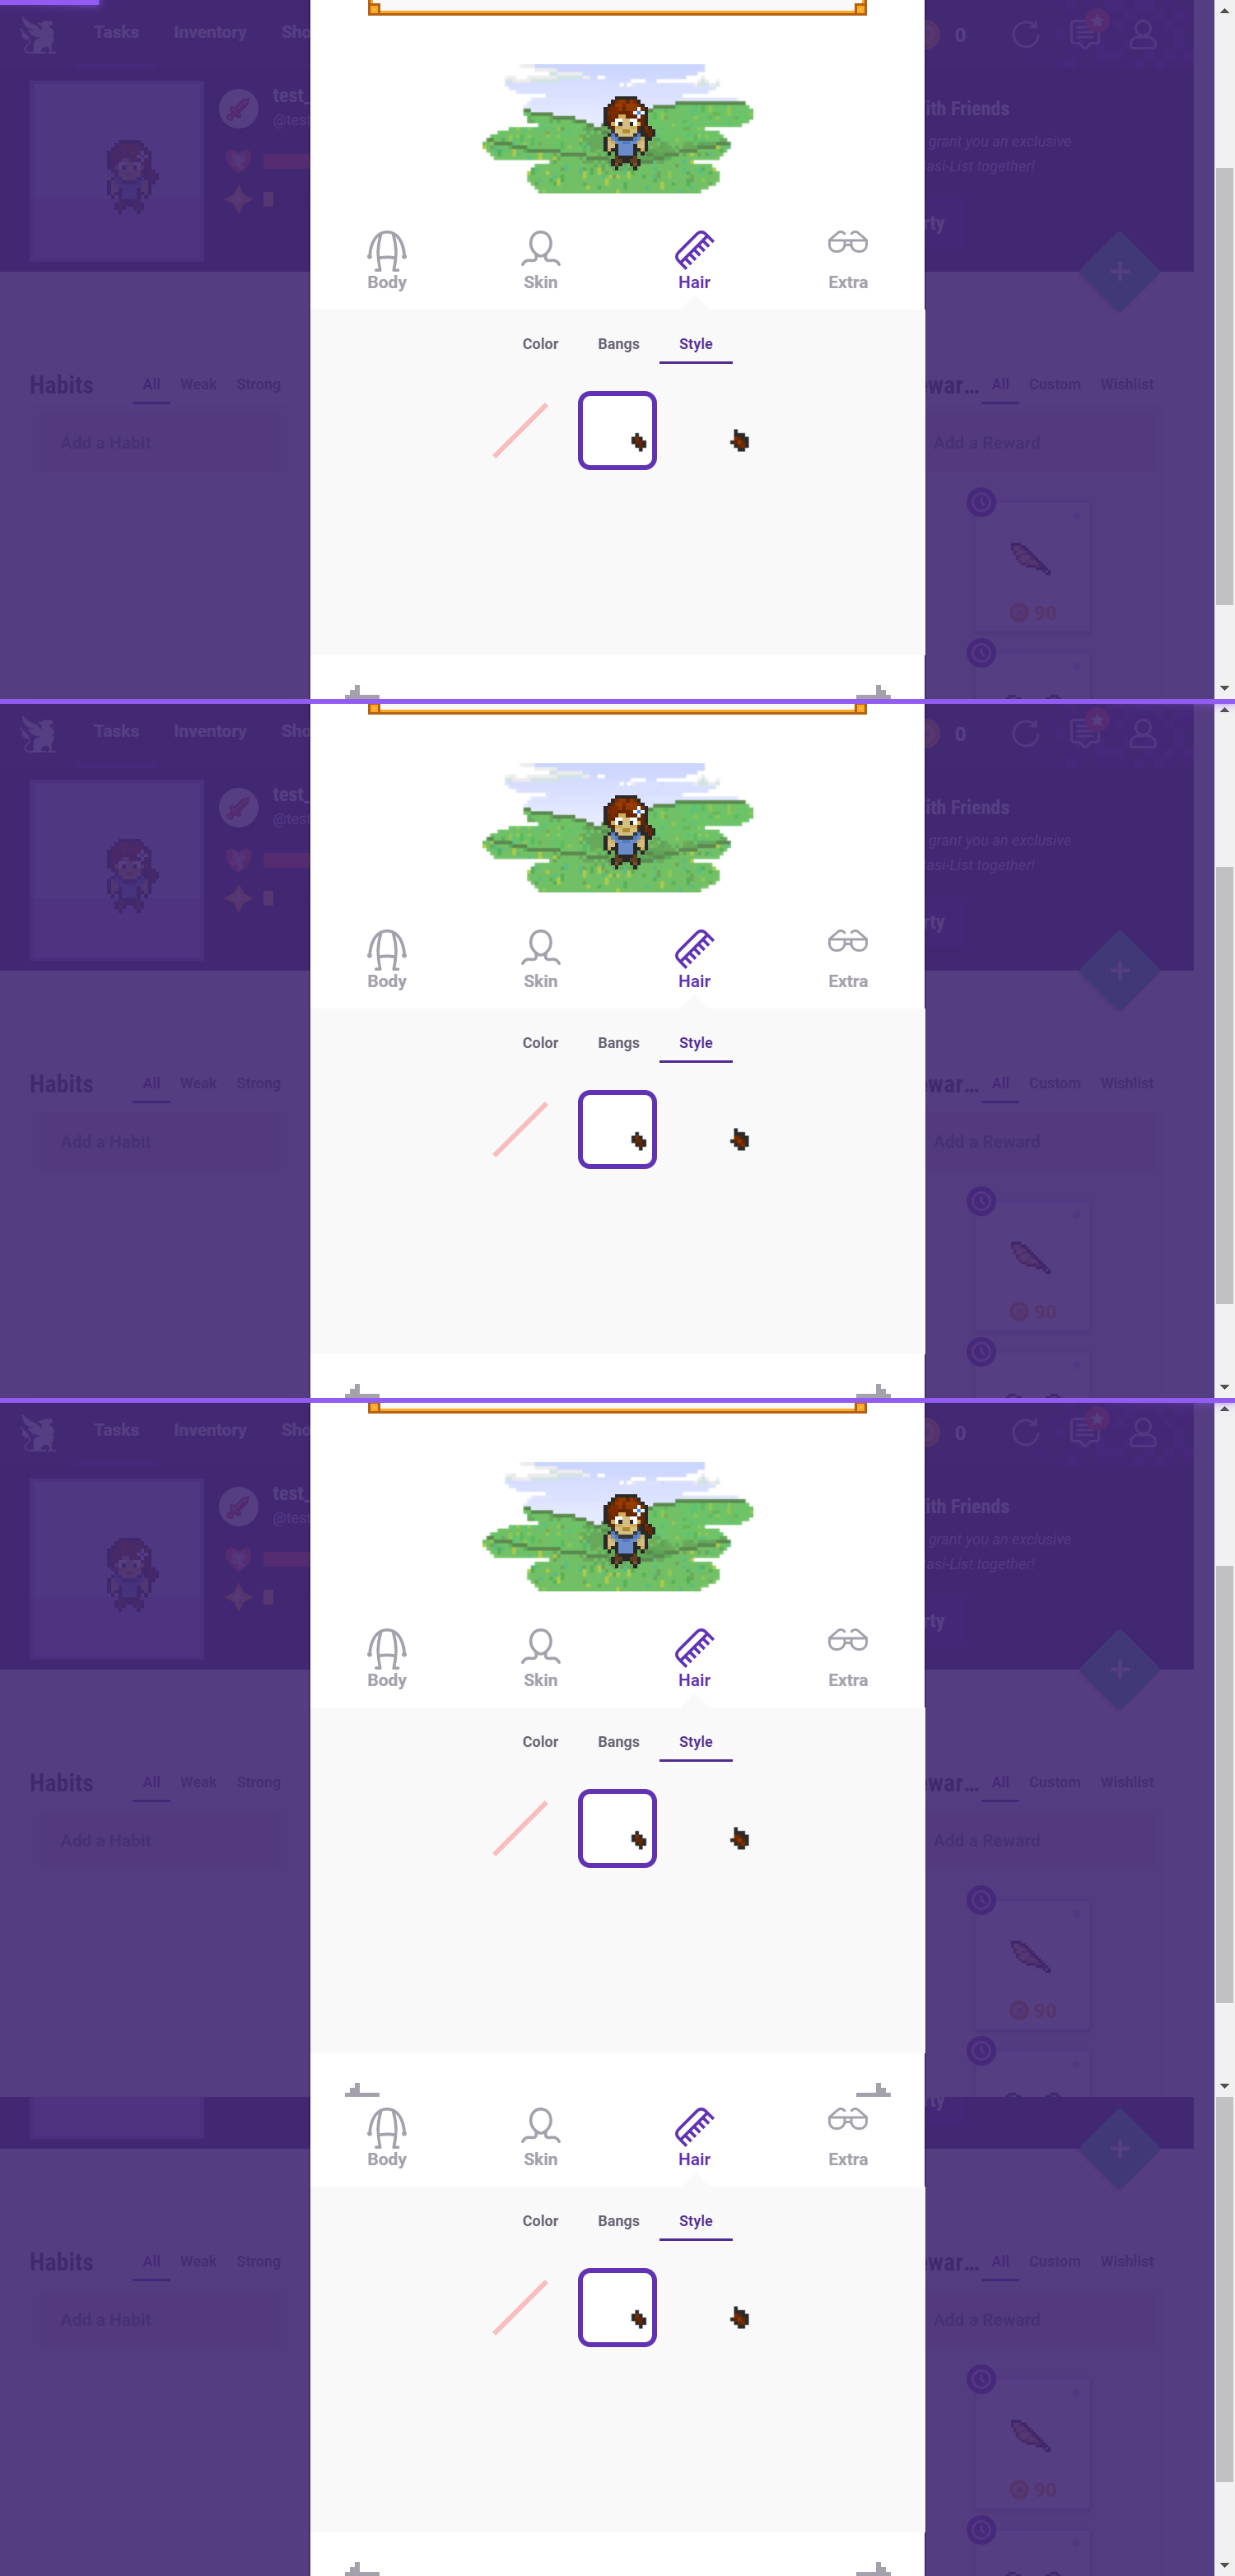 Tasks
Inventory
Sho
0
test_
@test
ith Friends
grant you an exclusive
asi-List together!
rty
Body
Skin
Hair
Extra
Color
Bangs
Style
Habits
All
Weak
Strong
Add a Habit
ewar...
All
Custom
Wishlist
Add a Reward
90
Tasks
Inventory
Sho
0
test_
@test
ith Friends
grant you an exclusive
asi-List together!
rty
Body
Skin
Hair
Extra
Color
Bangs
Style
Habits
All
Weak
Strong
Add a Habit
ewar...
All
Custom
Wishlist
Add a Reward
90
Tasks
Inventory
Sho
0
test_
@test
ith Friends
grant you an exclusive
asi-List together!
rty
Body
Skin
Hair
Extra
Color
Bangs
Style
Habits
All
Weak
Strong
Add a Habit
ewar...
All
Custom
Wishlist
Add a Reward
90
rty
Body
Skin
Hair
Extra
Color
Bangs
Style
Habits
All
Weak
Strong
Add a Habit
ewar...
All
Custom
Wishlist
Add a Reward
90